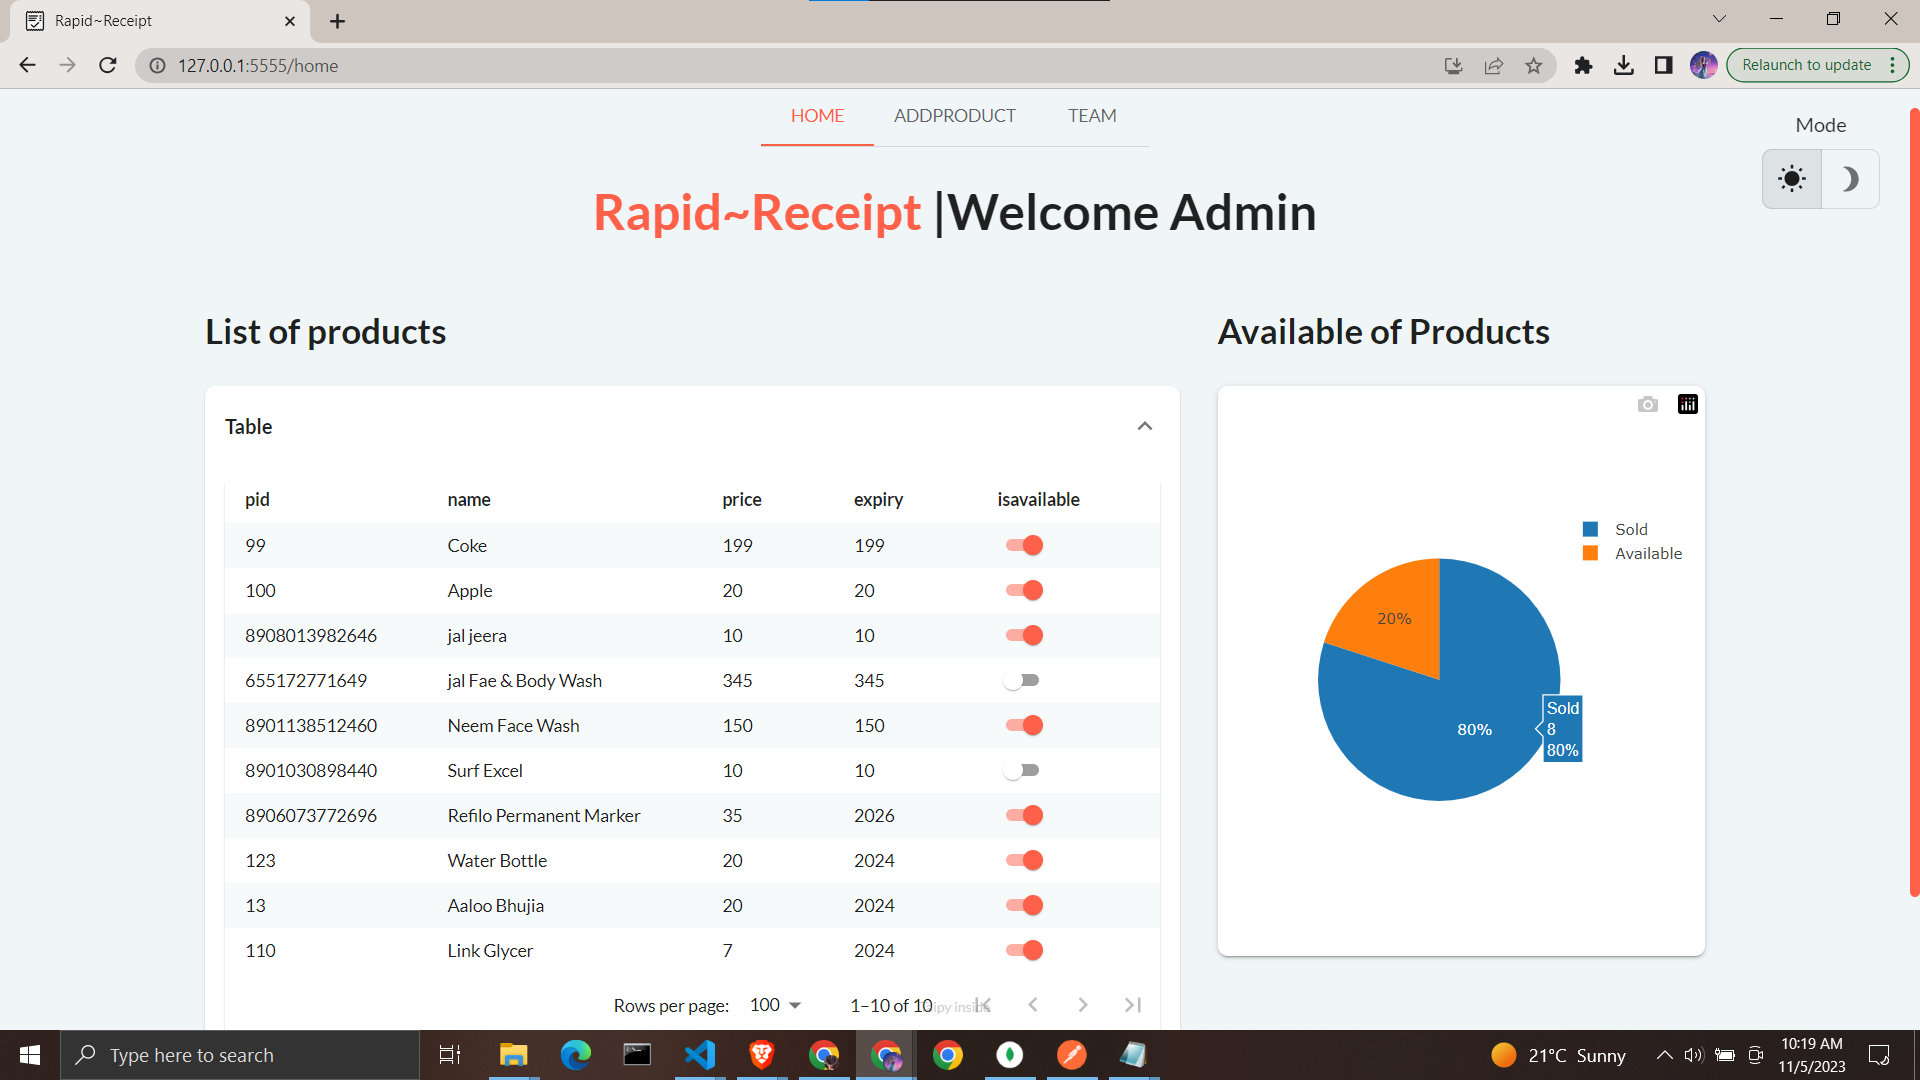 Rapid~Receipt
127.0.0.1:5555/home
Relaunch to update
HOME ADDPRODUCT TEAM
Mode
Rapid~Receipt |Welcome Admin
List of products
Available of Products
Table
pid name price expiry isavailable
99 Coke 199 199
100 Apple 20 20
8908013982646 jal jeera 10 10
655172771649 jal Fae & Body Wash 345 345
8901138512460 Neem Face Wash 150 150
8901030898440 Surf Excel 10 10
8906073772696 Refilo Permanent Marker 35 2026
123 Water Bottle 20 2024
13 Aaloo Bhujia 20 2024
110 Link Glycer 7 2024
Rows per page: 100 1–10 of 10
Sold
Available
20%
80%
Sold
8
80%
Type here to search
21°C Sunny
10:19 AM
11/5/2023